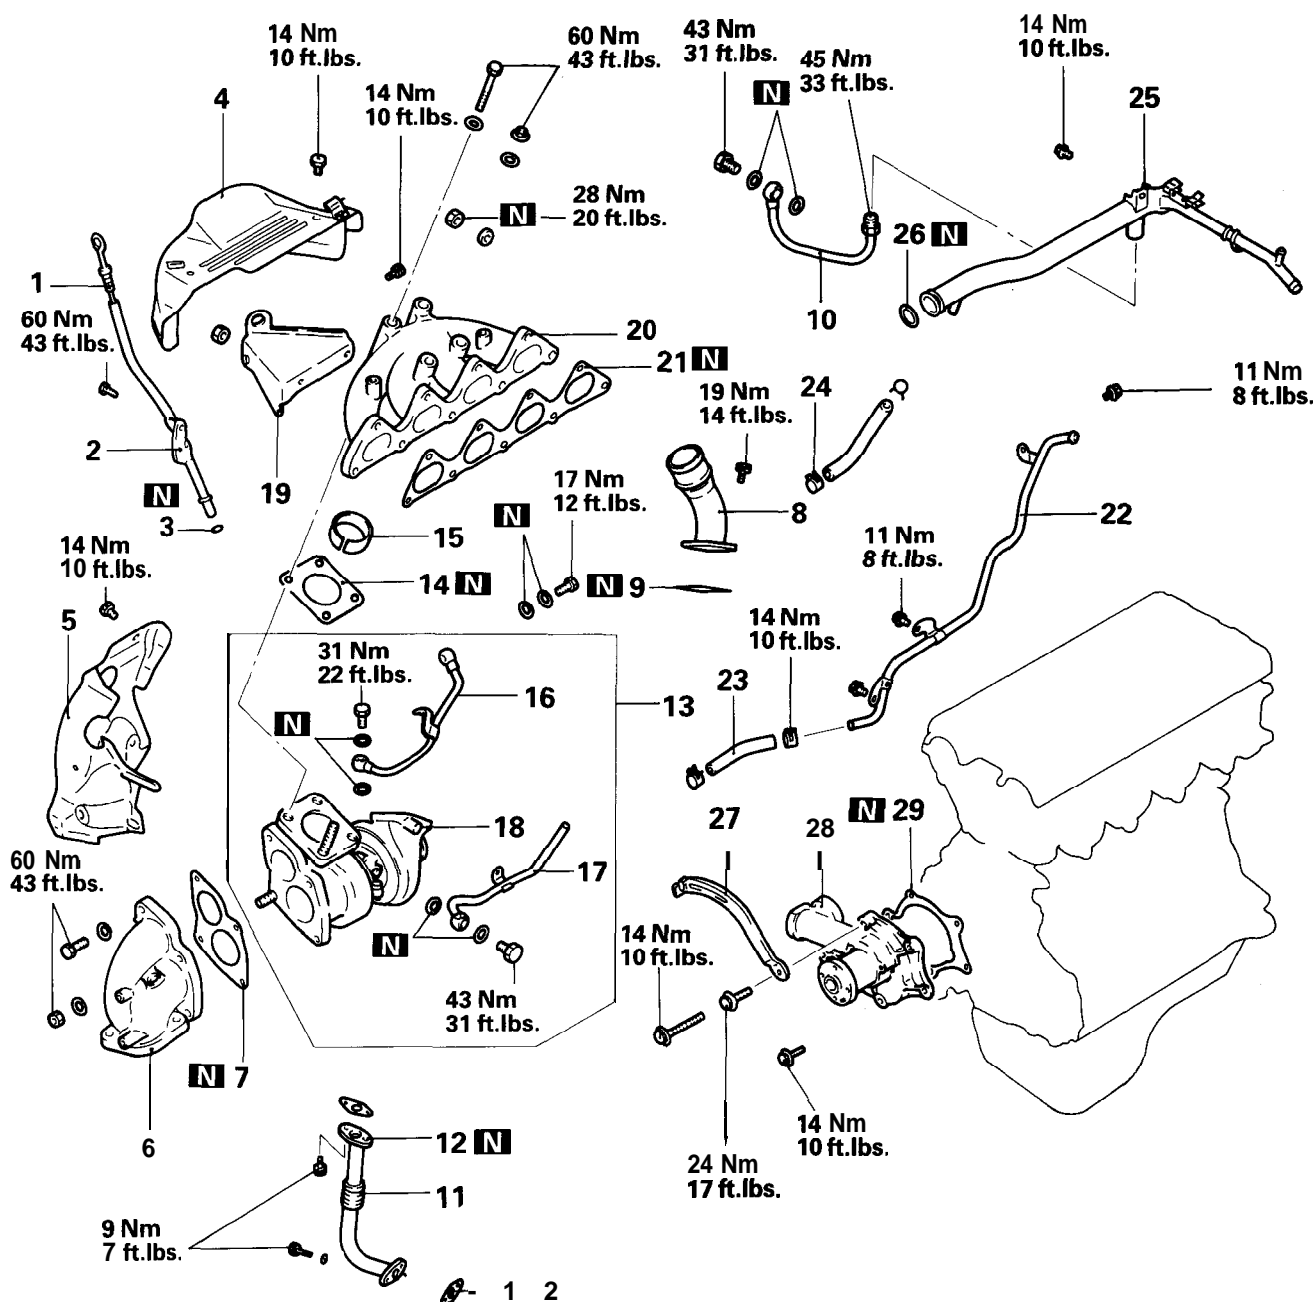 14 Nm
10 ft.lbs.
60 Nm
43 ft.lbs.
43 Nm
31 ft.lbs.
45 Nm
33 ft.lbs.
14 Nm
10 ft.lbs.
4
14 Nm
10 ft.lbs.
N
25
28 Nm
20 ft.lbs.
N
26 N
1
10
60 Nm
43 ft.lbs.
20
21 N
19 Nm
14 ft.lbs.
24
11 Nm
8 ft.lbs.
2
N
3
19
17 Nm
12 ft.lbs.
N
8
22
11 Nm
8 ft.lbs.
14 Nm
10 ft.lbs.
15
14 N
N 9
5
14 Nm
10 ft.lbs.
31 Nm
22 ft.lbs.
16
13
23
N
18
17
27
28
N 29
60 Nm
43 ft.lbs.
N
14 Nm
10 ft.lbs.
43 Nm
31 ft.lbs.
N 7
6
14 Nm
10 ft.lbs.
24 Nm
17 ft.lbs.
12 N
11
9 Nm
7 ft.lbs.
1 2